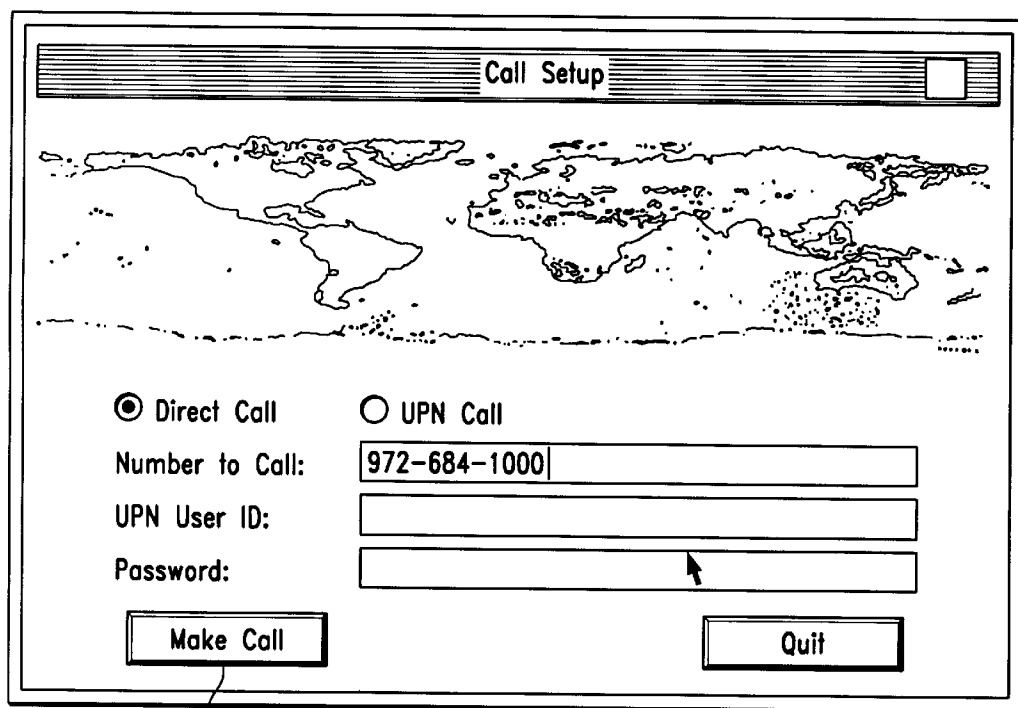 Call Setup
Direct Call
UPN Call
Number to Call: 972-684-1000
UPN User ID:
Password:
Make Call
Quit